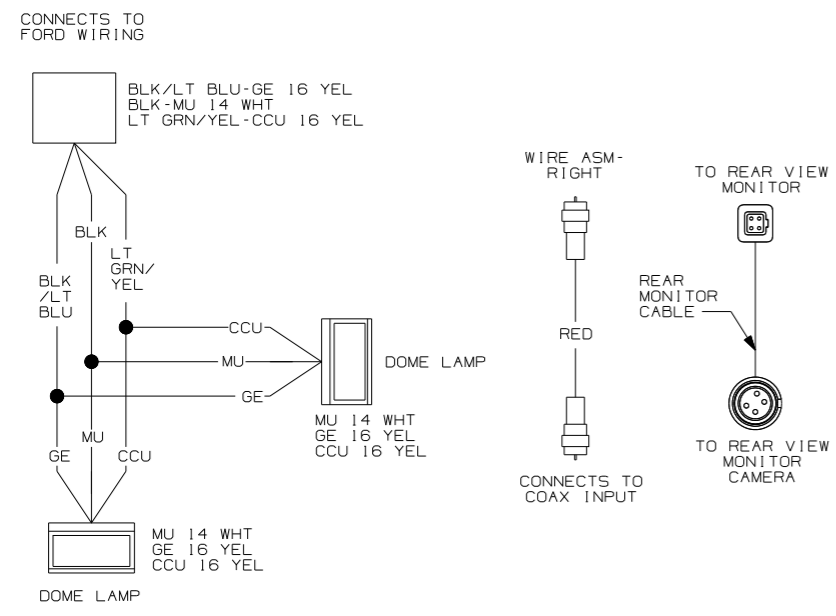 CONNECTS TO
FORD WIRING
BLK/LT BLU-GE 16 YEL
BLK-MU 14 WHT
LT GRN/YEL-CCU 16 YEL
BLK
LT
GRN/
YEL
BLK
/LT
BLU
CCU
MU
GE
DOME LAMP
MU 14 WHT
GE 16 YEL
CCU 16 YEL
MU
GE
CCU
MU 14 WHT
GE 16 YEL
CCU 16 YEL
DOME LAMP
WIRE ASM-
RIGHT
RED
CONNECTS TO
COAX INPUT
TO REAR VIEW
MONITOR
REAR
MONITOR
CABLE
TO REAR VIEW
MONITOR
CAMERA